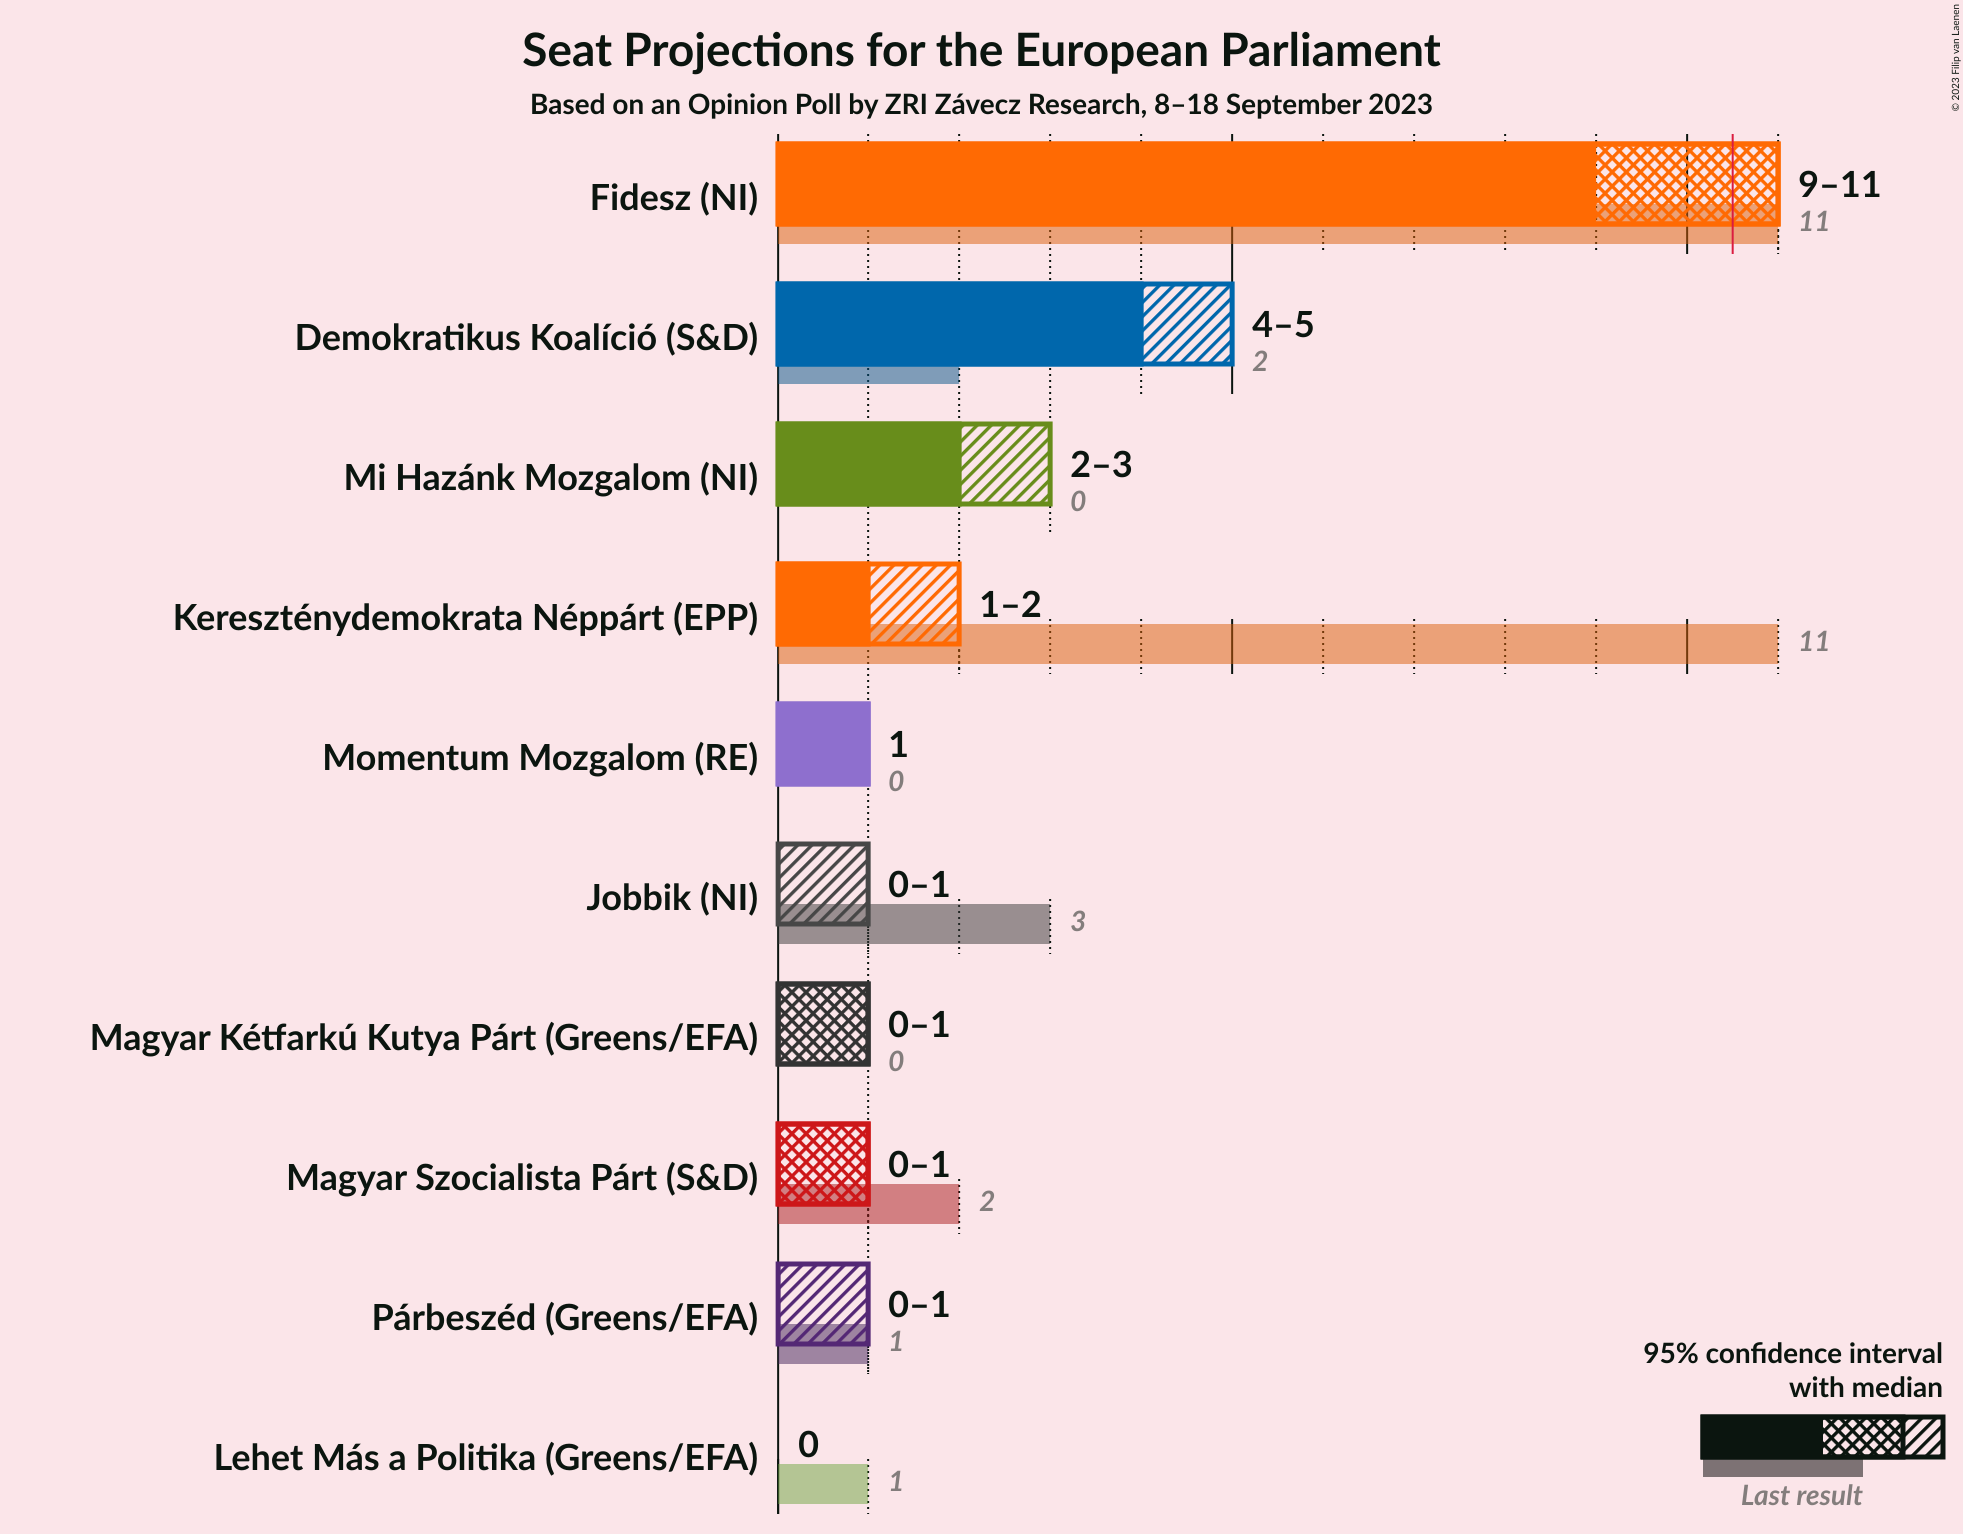 Seat Projections for the European Parliament
Based on an Opinion Poll by ZRI Závecz Research, 8–18 September 2023
© 2023 Filip van Laenen
Fidesz (NI)
9–11
11
Demokratikus Koalíció (S&D)
4–5
2
Mi Hazánk Mozgalom (NI)
2–3
0
Kereszténydemokrata Néppárt (EPP)
1–2
11
Momentum Mozgalom (RE)
1
0
Jobbik (NI)
0–1
3
Magyar Kétfarkú Kutya Párt (Greens/EFA)
0–1
0
Magyar Szocialista Párt (S&D)
0–1
2
Párbeszéd (Greens/EFA)
0–1
1
Lehet Más a Politika (Greens/EFA)
0
1
95% confidence interval
with median
Last result